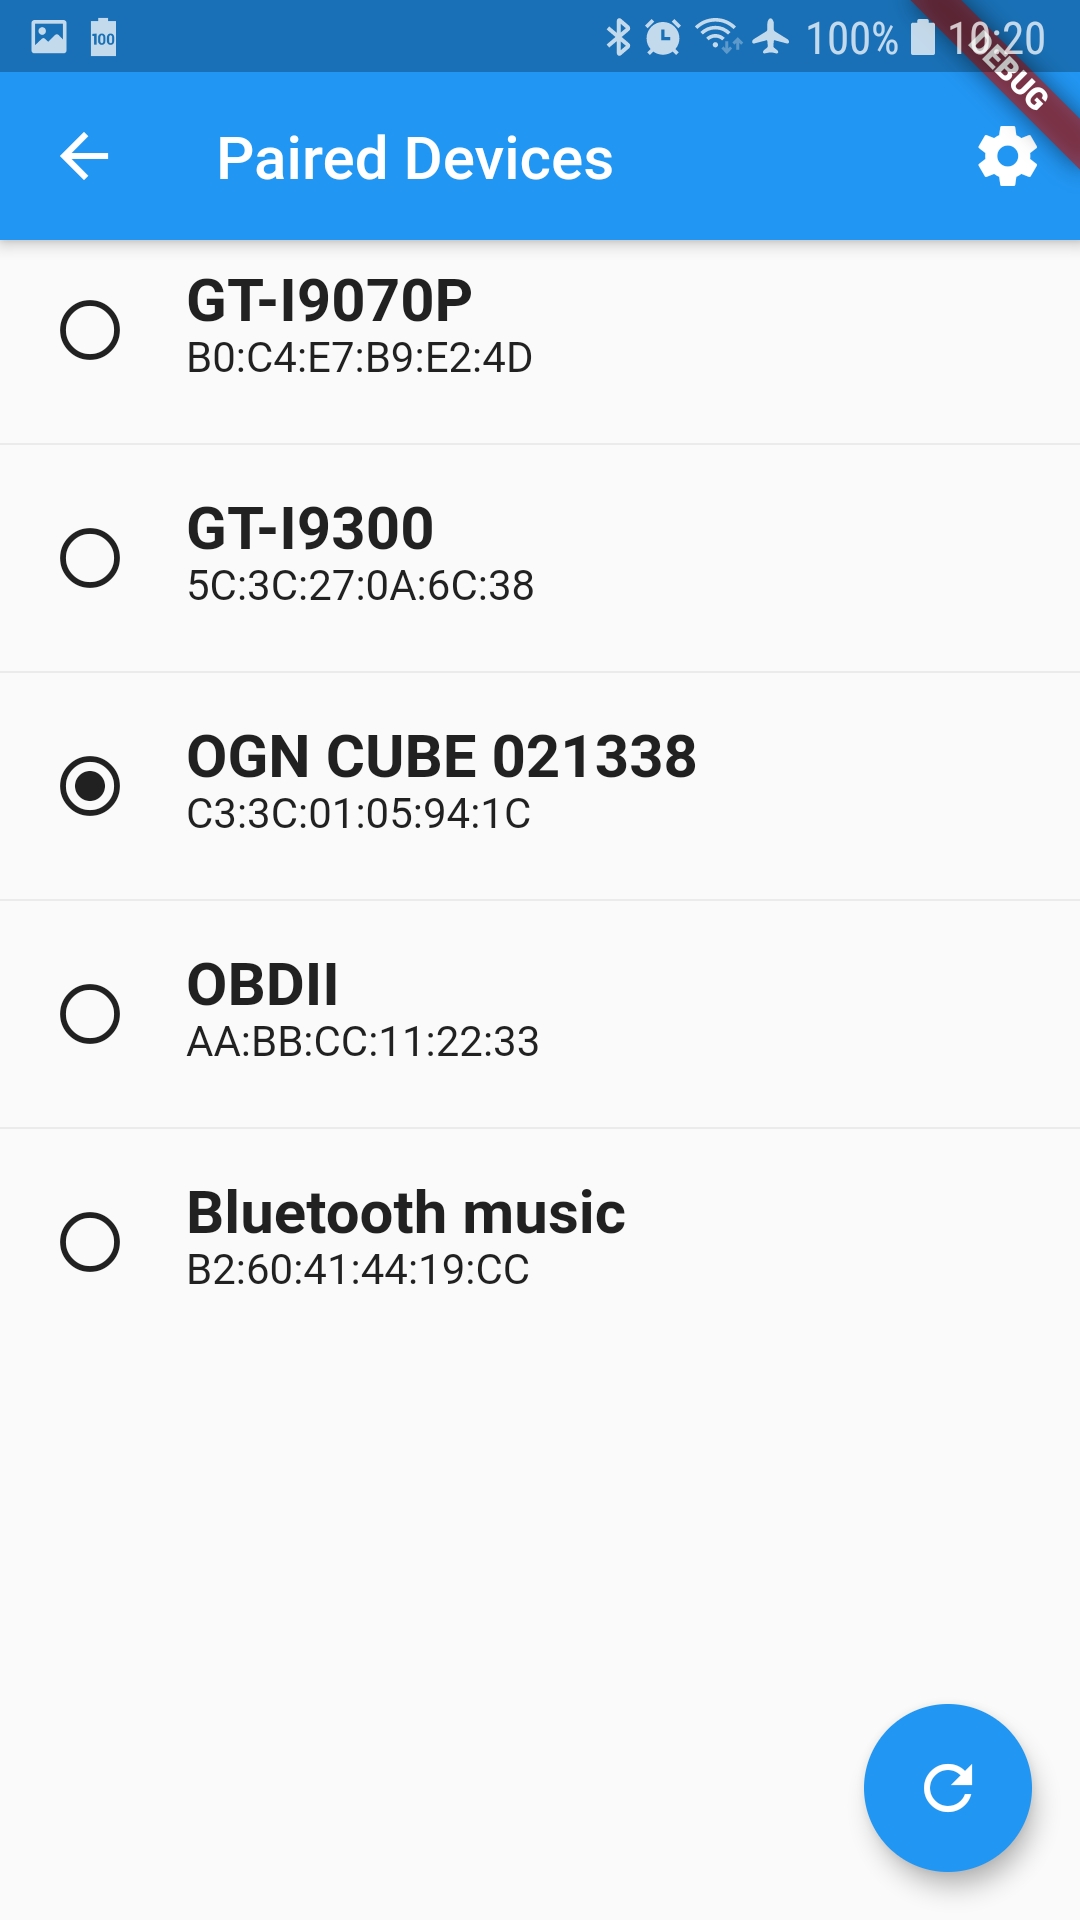 100
100% 10:20
DEBUG
Paired Devices
GT-I9070P
B0:C4:E7:B9:E2:4D
GT-I9300
5C:3C:27:0A:6C:38
OGN CUBE 021338
C3:3C:01:05:94:1C
OBDII
AA:BB:CC:11:22:33
Bluetooth music
B2:60:41:44:19:CC